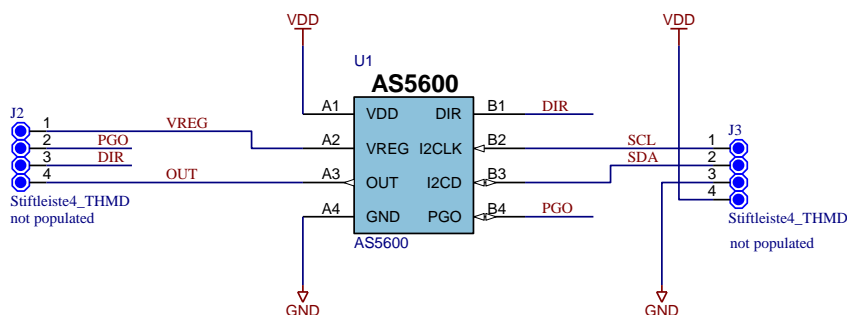 VDD
VDD
U1
AS5600
J2
1
2
3
4
VREG
PGO
DIR
OUT
Stiftleiste4_THMD
not populated
A1
A2
A3
A4
VDD
VREG
OUT
GND
DIR
I2CLK
I2CD
PGO
B1
B2
B3
B4
AS5600
DIR
SCL
SDA
PGO
J3
1
2
3
4
Stiftleiste4_THMD
not populated
GND
GND